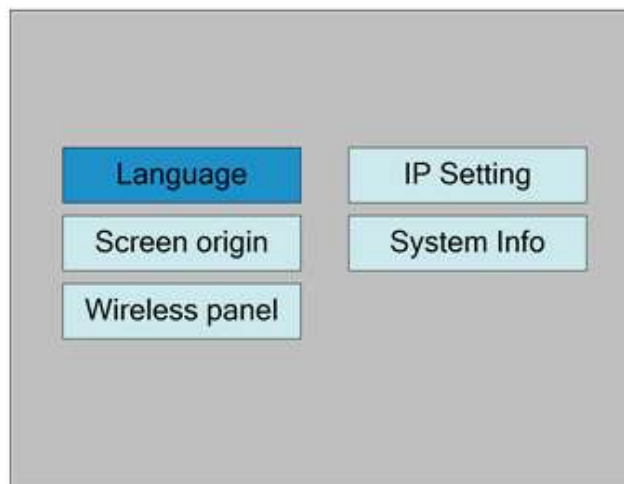 Language
IP Setting
Screen origin
System Info
Wireless panel